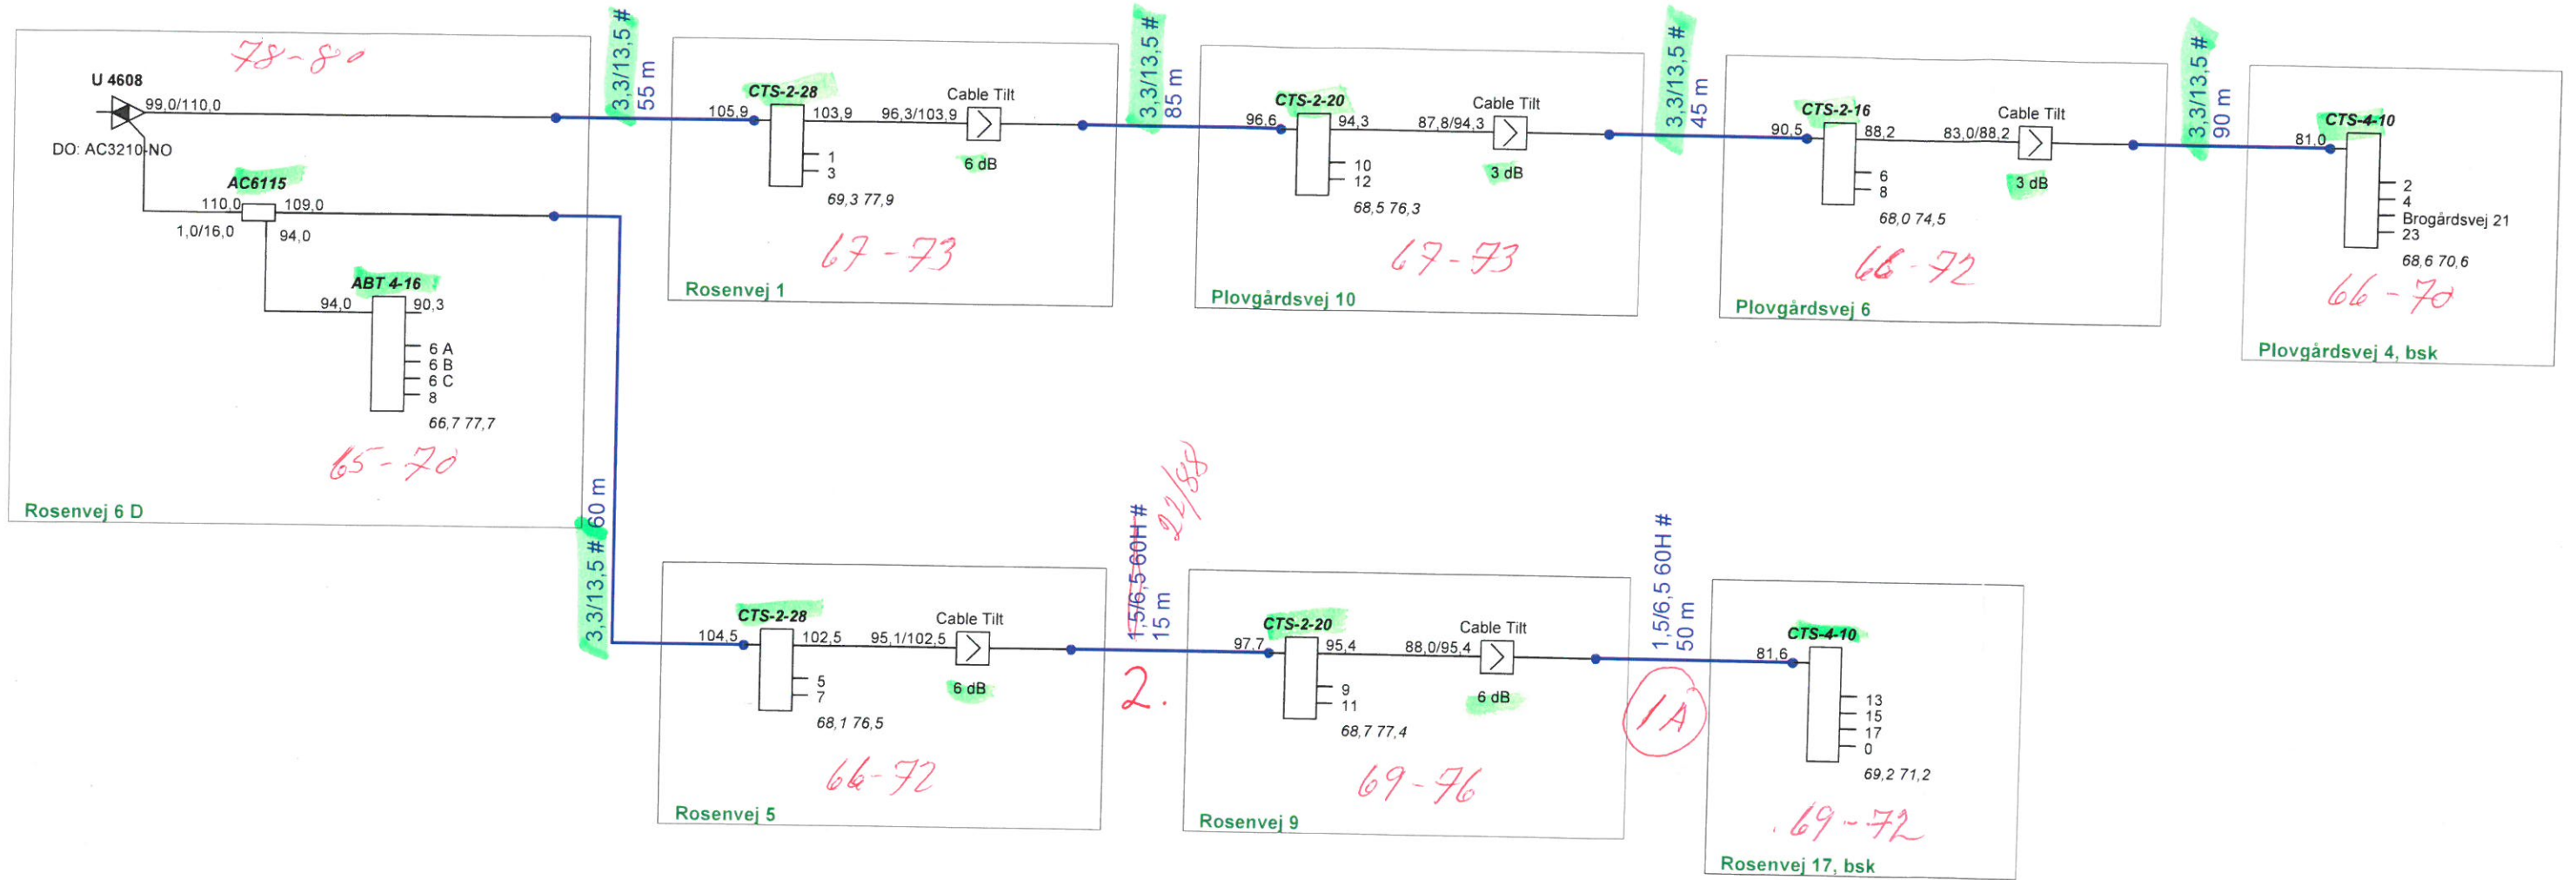 78-80
U 4608
99,0/110,0
DO: AC3210-NO
AC6115
110,0 109,0
1,0/16,0 94,0
ABT 4-16
94,0 90,3
6 A
6 B
6 C
8
66,7 77,7
65-70
Rosenvej 6 D
3,3/13,5 #
55 m
CTS-2-28
105,9 103,9 96,3/103,9
Cable Tilt
6 dB
1
3
69,3 77,9
67-73
Rosenvej 1
3,3/13,5 #
85 m
CTS-2-20
96,6 94,3 87,8/94,3
Cable Tilt
3 dB
10
12
68,5 76,3
67-73
Plovgårdsvej 10
3,3/13,5 #
45 m
CTS-2-16
90,5 88,2 83,0/88,2
Cable Tilt
3 dB
6
8
68,0 74,5
66-72
Plovgårdsvej 6
3,3/13,5 #
90 m
CTS-4-10
81,0
2
4
Brogårdsvej 21
23
68,6 70,6
66-70
Plovgårdsvej 4, bsk
3,3/13,5 # 60 m
CTS-2-28
104,5 102,5 95,1/102,5
Cable Tilt
6 dB
5
7
68,1 76,5
66-72
Rosenvej 5
1,5/6,5 60H #
15 m
22/88
2.
CTS-2-20
97,7 95,4 88,0/95,4
Cable Tilt
6 dB
9
11
68,7 77,4
69-76
Rosenvej 9
1,5/6,5 60H #
50 m
1A
CTS-4-10
81,6
13
15
17
0
69,2 71,2
69-72
Rosenvej 17, bsk